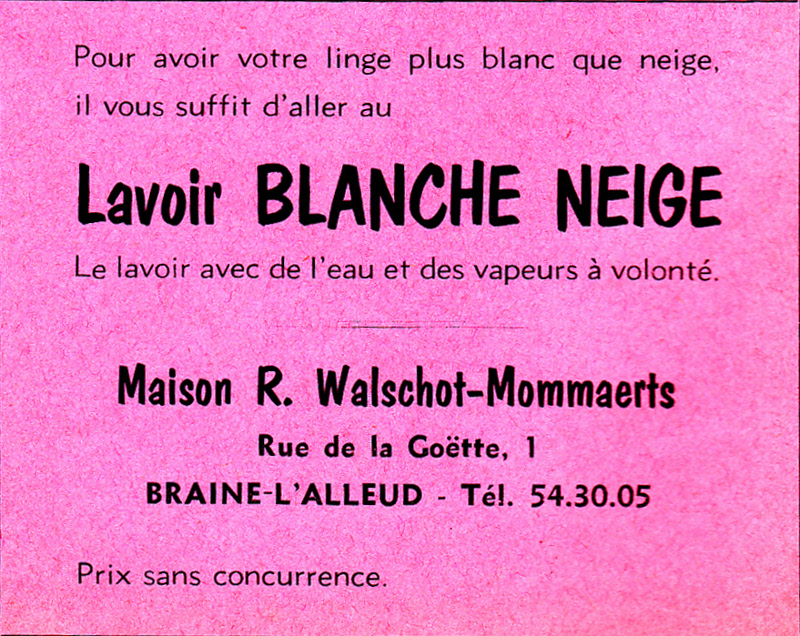 Pour avoir votre linge plus blanc que neige,
il vous suffit d'aller au
Lavoir BLANCHE NEIGE
Le lavoir avec de l'eau et des vapeurs à volonté.
Maison R. Walschot-Mommaerts
Rue de la Goëtte, 1
BRAINE-L'ALLEUD - Tél. 54.30.05
Prix sans concurrence.